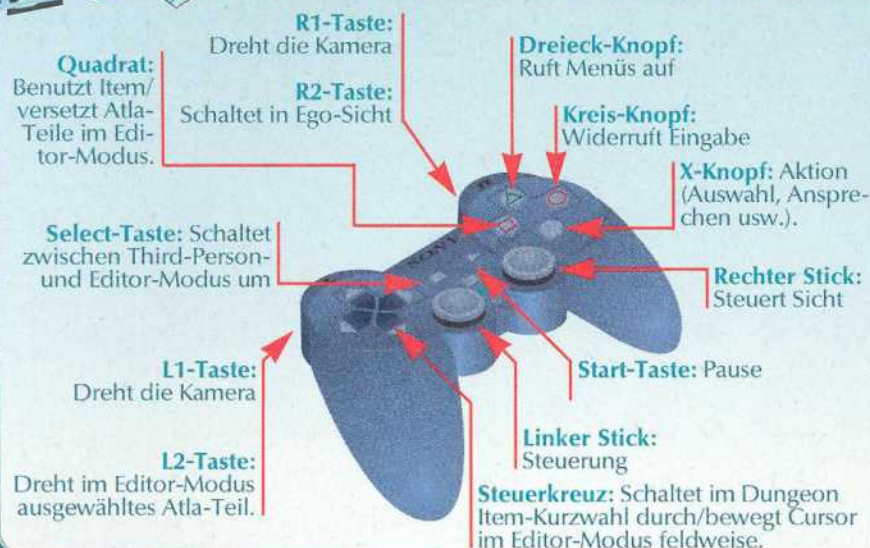 R1-Taste:
Dreht die Kamera
R2-Taste:
Schaltet in Ego-Sicht
Dreieck-Knopf:
Ruft Menüs auf
Kreis-Knopf:
Widerruft Eingabe
X-Knopf: Aktion
(Auswahl, Anspre-
chen usw.).
Quadrat:
Benutzt Item/
versetzt Atla-
Teile im Edi-
tor-Modus.
Select-Taste: Schaltet
zwischen Third-Person-
und Editor-Modus um
SONY
Rechter Stick:
Steuert Sicht
L1-Taste:
Dreht die Kamera
Start-Taste: Pause
L2-Taste:
Dreht im Editor-Modus
ausgewähltes Atla-Teil.
Linker Stick:
Steuerung
Steuerkreuz: Schaltet im Dungeon
Item-Kurzwahl durch/bewegt Cursor
im Editor-Modus feldweise.